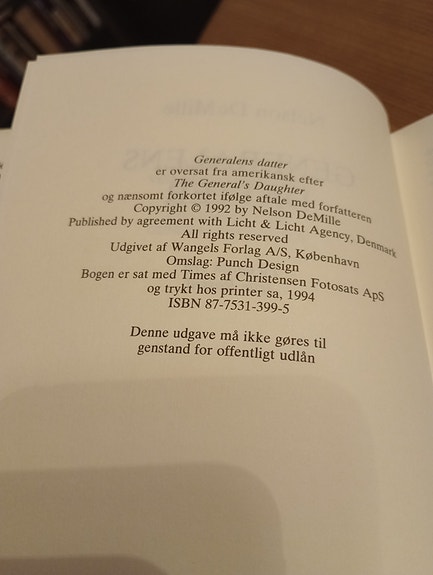 Generalens datter
er oversat fra amerikansk efter
The General's Daughter
og nænsomt forkortet ifølge aftale med forfatteren
Copyright © 1992 by Nelson DeMille
Published by agreement with Licht & Licht Agency, Denmark
All rights reserved
Udgivet af Wangels Forlag A/S, København
Omslag: Punch Design
Bogen er sat med Times af Christensen Fotosats ApS
og trykt hos printer sa, 1994
ISBN 87-7531-399-5
Denne udgave må ikke gøres til
genstand for offentligt udlån